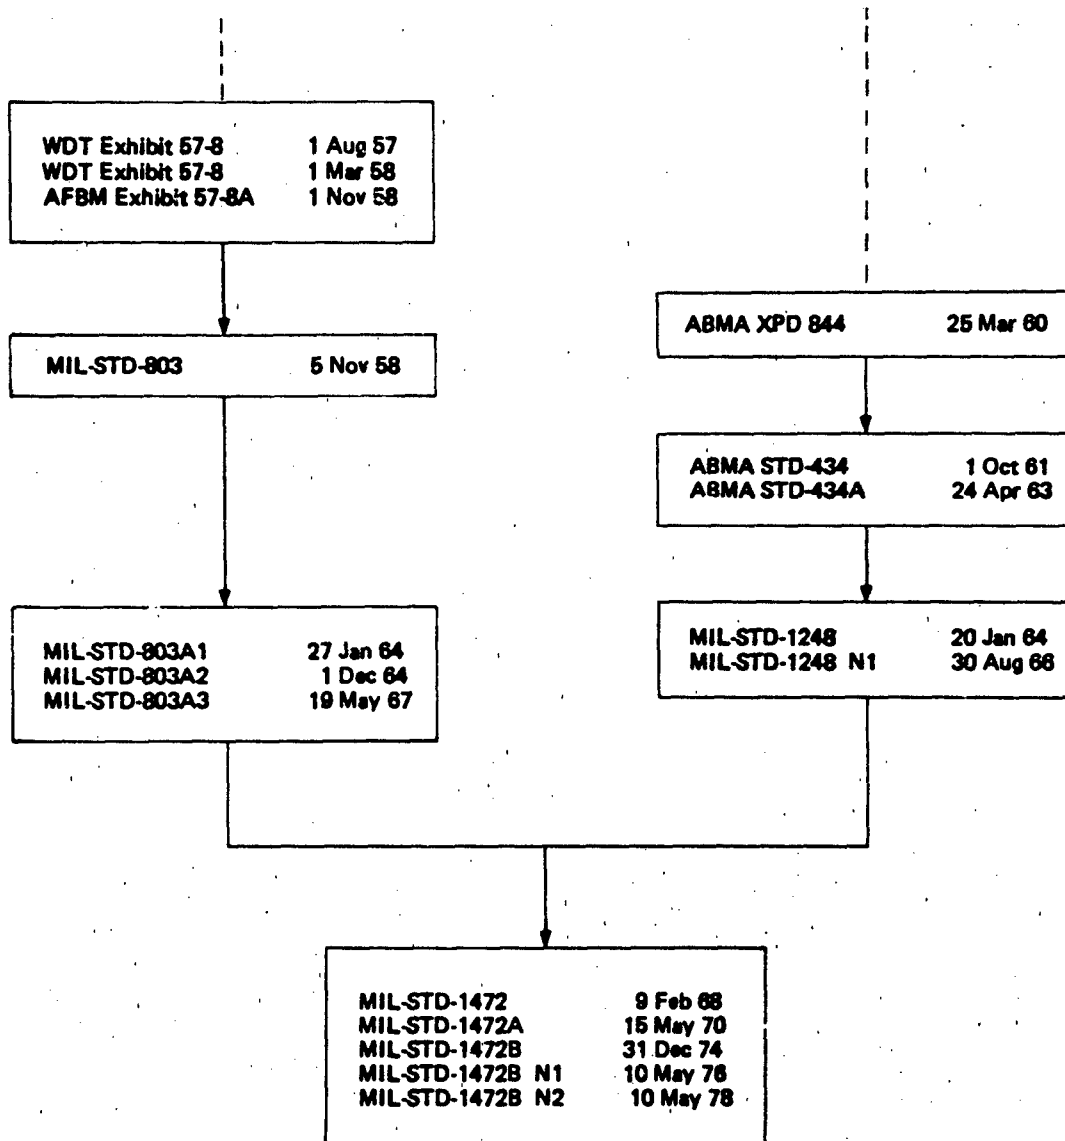 WDT Exhibit 57-8 1 Aug 57
WDT Exhibit 57-8 1 Mar 58
AFBM Exhibit 57-8A 1 Nov 58
MIL-STD-803 5 Nov 58
MIL-STD-803A1 27 Jan 64
MIL-STD-803A2 1 Dec 64
MIL-STD-803A3 19 May 67
ABMA XPD 844 25 Mar 60
ABMA STD-434 1 Oct 61
ABMA STD-434A 24 Apr 63
MIL-STD-1248 20 Jan 64
MIL-STD-1248 N1 30 Aug 66
MIL-STD-1472 9 Feb 68
MIL-STD-1472A 15 May 70
MIL-STD-1472B 31 Dec 74
MIL-STD-1472B N1 10 May 76
MIL-STD-1472B N2 10 May 78